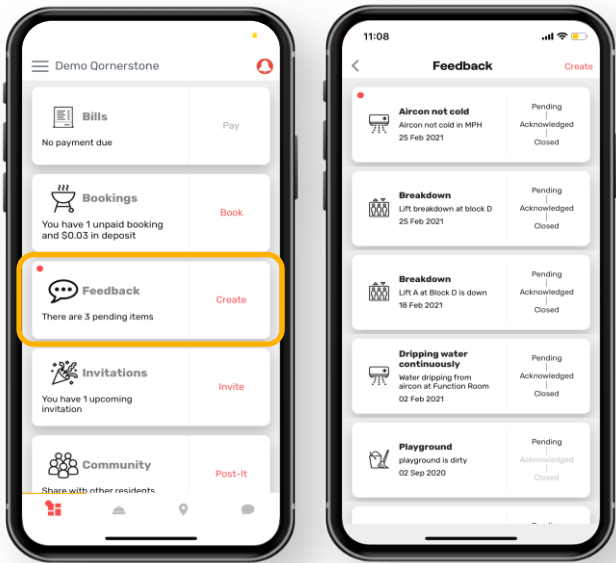 Demo Qornerstone
Bills
Pay
No payment due
Bookings
Book
You have 1 unpaid booking
and $0.03 in deposit
Feedback
Create
There are 3 pending items
Invitations
Invite
You have 1 upcoming
invitation
Community
Post-It
Share with other residents
11:08
Feedback
Create
Aircon not cold
Aircon not cold in MPH
25 Feb 2021
Pending
Acknowledged
Closed
Breakdown
Lift breakdown at block D
25 Feb 2021
Pending
Acknowledged
Closed
Breakdown
Lift A at Block D is down
18 Feb 2021
Pending
Acknowledged
Closed
Dripping water
continuously
Water dripping from
aircon at Function Room
02 Feb 2021
Pending
Acknowledged
Closed
Playground
playground is dirty
02 Sep 2020
Pending
Acknowledged
Closed